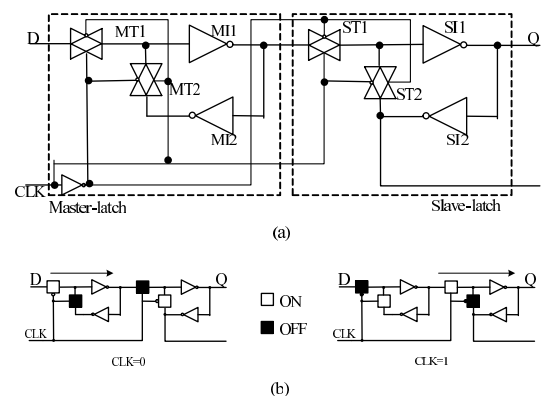 D MT1 MI1 ST1 SI1 Q
MT2 ST2
MI2 SI2
CLK
Master-latch Slave-latch
(a)
D Q ON D Q
OFF
CLK CLK
CLK=0 CLK=1
(b)